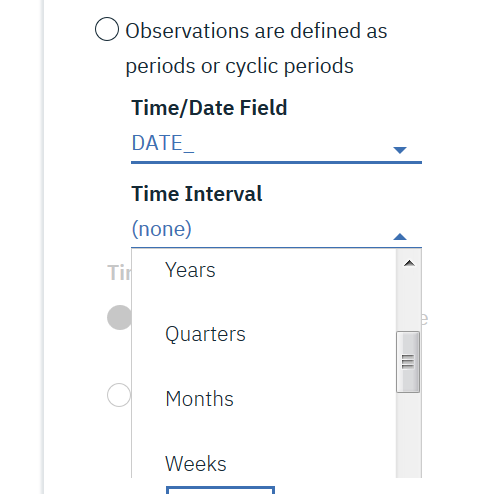 Observations are defined as
periods or cyclic periods
Time/Date Field
DATE_
Time Interval
(none)
Years
Quarters
Months
Weeks